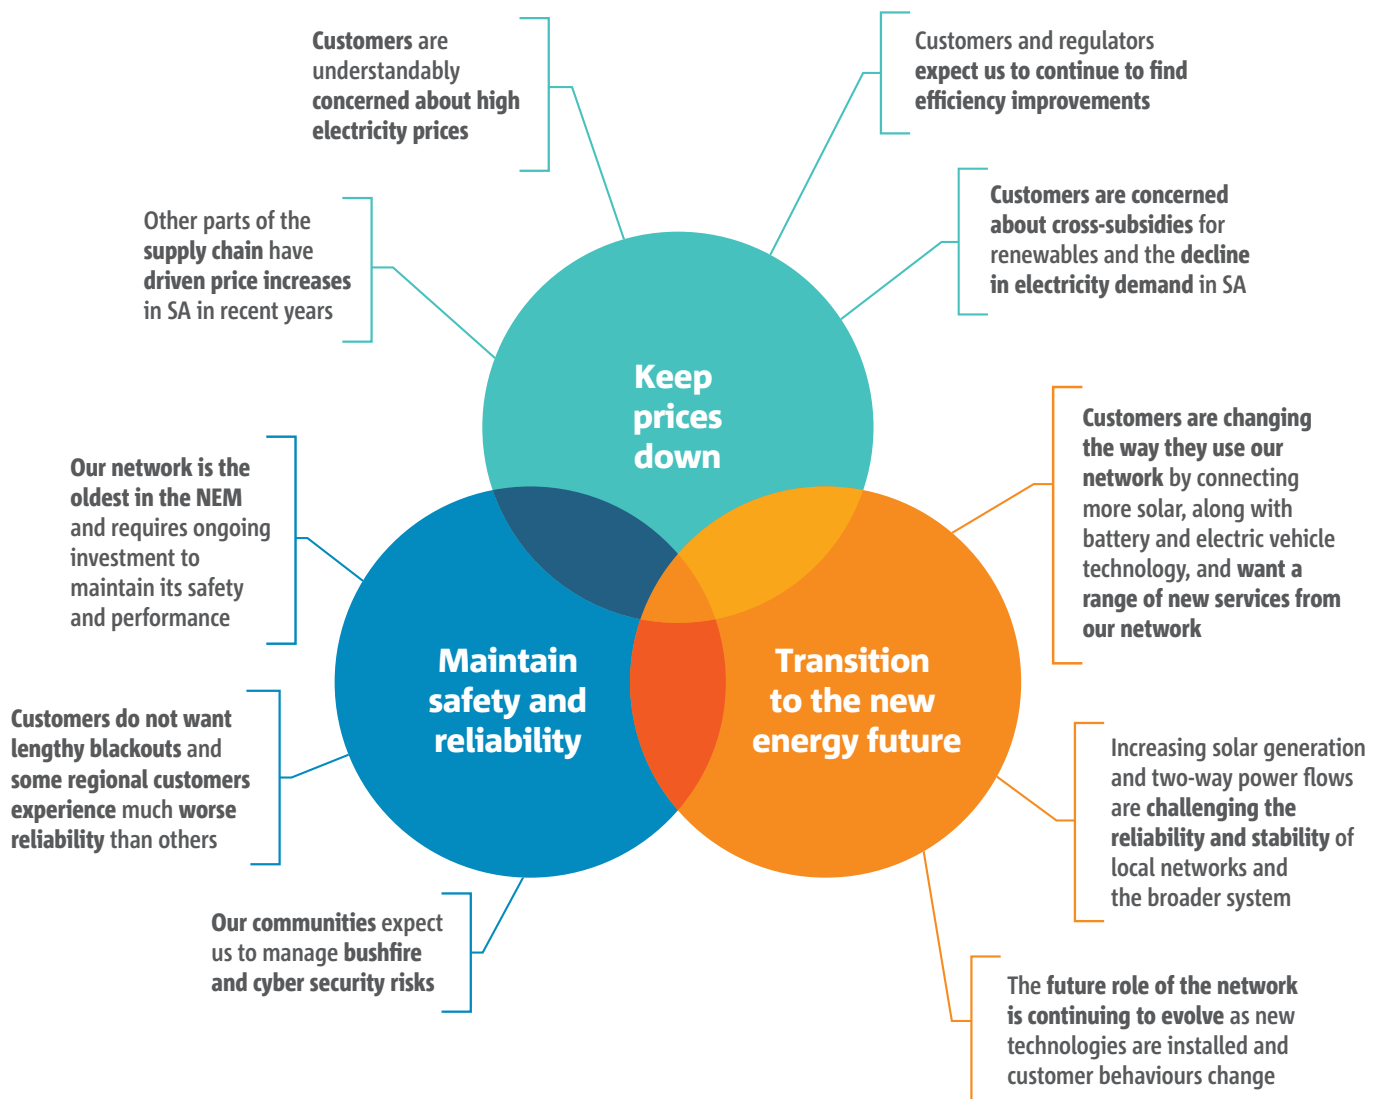 Customers are
understandably
concerned about high
electricity prices
Customers and regulators
expect us to continue to find
efficiency improvements
Other parts of the
supply chain have
driven price increases
in SA in recent years
Customers are concerned
about cross-subsidies for
renewables and the decline
in electricity demand in SA
Keep
prices
down
Our network is the
oldest in the NEM
and requires ongoing
investment to
maintain its safety
and performance
Customers are changing
the way they use our
network by connecting
more solar, along with
battery and electric vehicle
technology, and want a
range of new services from
our network
Maintain
safety and
reliability
Transition
to the new
energy future
Customers do not want
lengthy blackouts and
some regional customers
experience much worse
reliability than others
Increasing solar generation
and two-way power flows
are challenging the
reliability and stability of
local networks and
the broader system
Our communities expect
us to manage bushfire
and cyber security risks
The future role of the network
is continuing to evolve as new
technologies are installed and
customer behaviours change